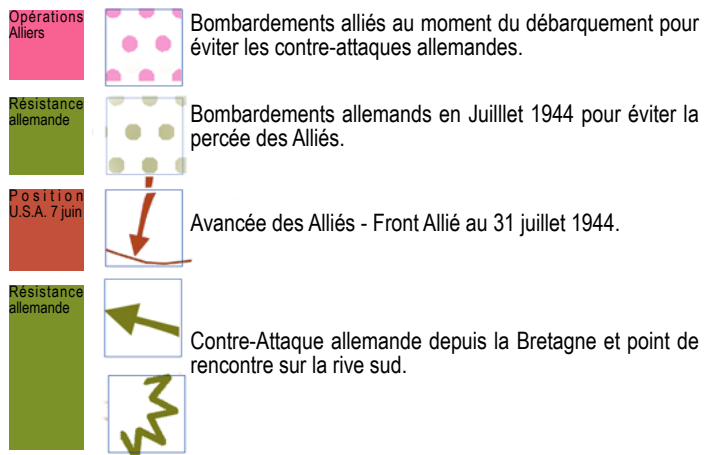 Opérations
Alliers
Bombardements alliés au moment du débarquement pour
éviter les contre-attaques allemandes.
Résistance
allemande
Bombardements allemands en Juilllet 1944 pour éviter la
percée des Alliés.
Position
U.S.A. 7 juin
Avancée des Alliés - Front Allié au 31 juillet 1944.
Résistance
allemande
Contre-Attaque allemande depuis la Bretagne et point de
rencontre sur la rive sud.